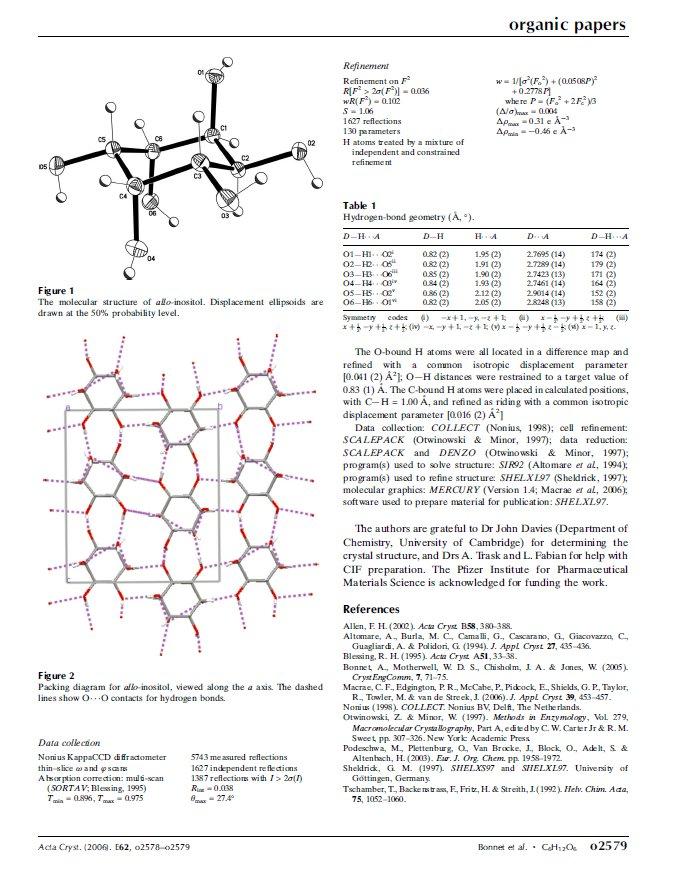 organic papers
O1
C1
C6
C5
O5
O2
C2
C3
C4
O6
O3
O4
Figure 1
The molecular structure of allo-inositol. Displacement ellipsoids are
drawn at the 50% probability level.
a
b
c
Figure 2
Packing diagram for allo-inositol, viewed along the a axis. The dashed
lines show O···O contacts for hydrogen bonds.
Data collection
Nonius KappaCCD diffractometer
thin-slice ω and φ scans
Absorption correction: multi-scan
(SORTAV; Blessing, 1995)
Tmin = 0.896, Tmax = 0.975
5743 measured reflections
1627 independent reflections
1387 reflections with I > 2σ(I)
Rint = 0.038
θmax = 27.4°
Refinement
Refinement on F²
R[F² > 2σ(F²)] = 0.036
wR(F²) = 0.102
S = 1.06
1627 reflections
130 parameters
H atoms treated by a mixture of
independent and constrained
refinement
w = 1/[σ²(Fo²) + (0.0508P)²
+ 0.2778P]
where P = (Fo² + 2Fc²)/3
(Δ/σ)max = 0.004
Δρmax = 0.31 e Å⁻³
Δρmin = −0.46 e Å⁻³
Table 1
Hydrogen-bond geometry (Å, °).
D—H···A D—H H···A D···A D—H···A
O1—H1···O2ⁱ 0.82 (2) 1.95 (2) 2.7695 (14) 174 (2)
O2—H2···O5ⁱⁱ 0.82 (2) 1.91 (2) 2.7289 (14) 179 (2)
O3—H3···O6ⁱⁱⁱ 0.85 (2) 1.90 (2) 2.7423 (13) 171 (2)
O4—H4···O3ⁱᵛ 0.84 (2) 1.93 (2) 2.7461 (14) 164 (2)
O5—H5···O2ᵛ 0.86 (2) 2.12 (2) 2.9014 (14) 152 (2)
O6—H6···O1ᵛⁱ 0.82 (2) 2.05 (2) 2.8248 (13) 158 (2)
Symmetry codes: (i) −x + 1, −y, −z + 1; (ii) (iii)
(iv) −x, −y + 1, −z + 1; (v) (vi) x − 1, y, z.
The O-bound H atoms were all located in a difference map and
refined with a common isotropic displacement parameter
[0.041 (2) Å²]; O—H distances were restrained to a target value of
0.83 (1) Å. The C-bound H atoms were placed in calculated positions,
with C—H = 1.00 Å, and refined as riding with a common isotropic
displacement parameter [0.016 (2) Å²]
Data collection: COLLECT (Nonius, 1998); cell refinement:
SCALEPACK (Otwinowski & Minor, 1997); data reduction:
SCALEPACK and DENZO (Otwinowski & Minor, 1997);
program(s) used to solve structure: SIR92 (Altomare et al., 1994);
program(s) used to refine structure: SHELXL97 (Sheldrick, 1997);
molecular graphics: MERCURY (Version 1.4; Macrae et al., 2006);
software used to prepare material for publication: SHELXL97.
The authors are grateful to Dr John Davies (Department of
Chemistry, University of Cambridge) for determining the
crystal structure, and Drs A. Trask and L. Fabian for help with
CIF preparation. The Pfizer Institute for Pharmaceutical
Materials Science is acknowledged for funding the work.
References
Allen, F. H. (2002). Acta Cryst. B58, 380–388.
Altomare, A., Burla, M. C., Camalli, G., Cascarano, G., Giacovazzo, C.,
Guagliardi, A. & Polidori, G. (1994). J. Appl. Cryst. 27, 435–436.
Blessing, R. H. (1995). Acta Cryst. A51, 33–38.
Bonnet, A., Motherwell, W. D. S., Chisholm, J. A. & Jones, W. (2005).
CrystEngComm, 7, 71–75.
Macrae, C. F., Edgington, P. R., McCabe, P., Pidcock, E., Shields, G. P., Taylor,
R., Towler, M. & van de Streek, J. (2006). J. Appl. Cryst. 39, 453–457.
Nonius (1998). COLLECT. Nonius BV, Delft, The Netherlands.
Otwinowski, Z. & Minor, W. (1997). Methods in Enzymology, Vol. 279,
Macromolecular Crystallography, Part A, edited by C. W. Carter Jr & R. M.
Sweet, pp. 307–326. New York: Academic Press.
Podeschwa, M., Plettenburg, O., Van Brocke, J., Block, O., Adelt, S. &
Altenbach, H. (2003). Eur. J. Org. Chem. pp. 1958–1972.
Sheldrick, G. M. (1997). SHELXS97 and SHELXL97. University of
Göttingen, Germany.
Tschamber, T., Backenstrass, F., Fritz, H. & Streith, J. (1992). Helv. Chim. Acta,
75, 1052–1060.
Acta Cryst. (2006). E62, o2578–o2579
Bonnet et al. • C₆H₁₂O₆ o2579